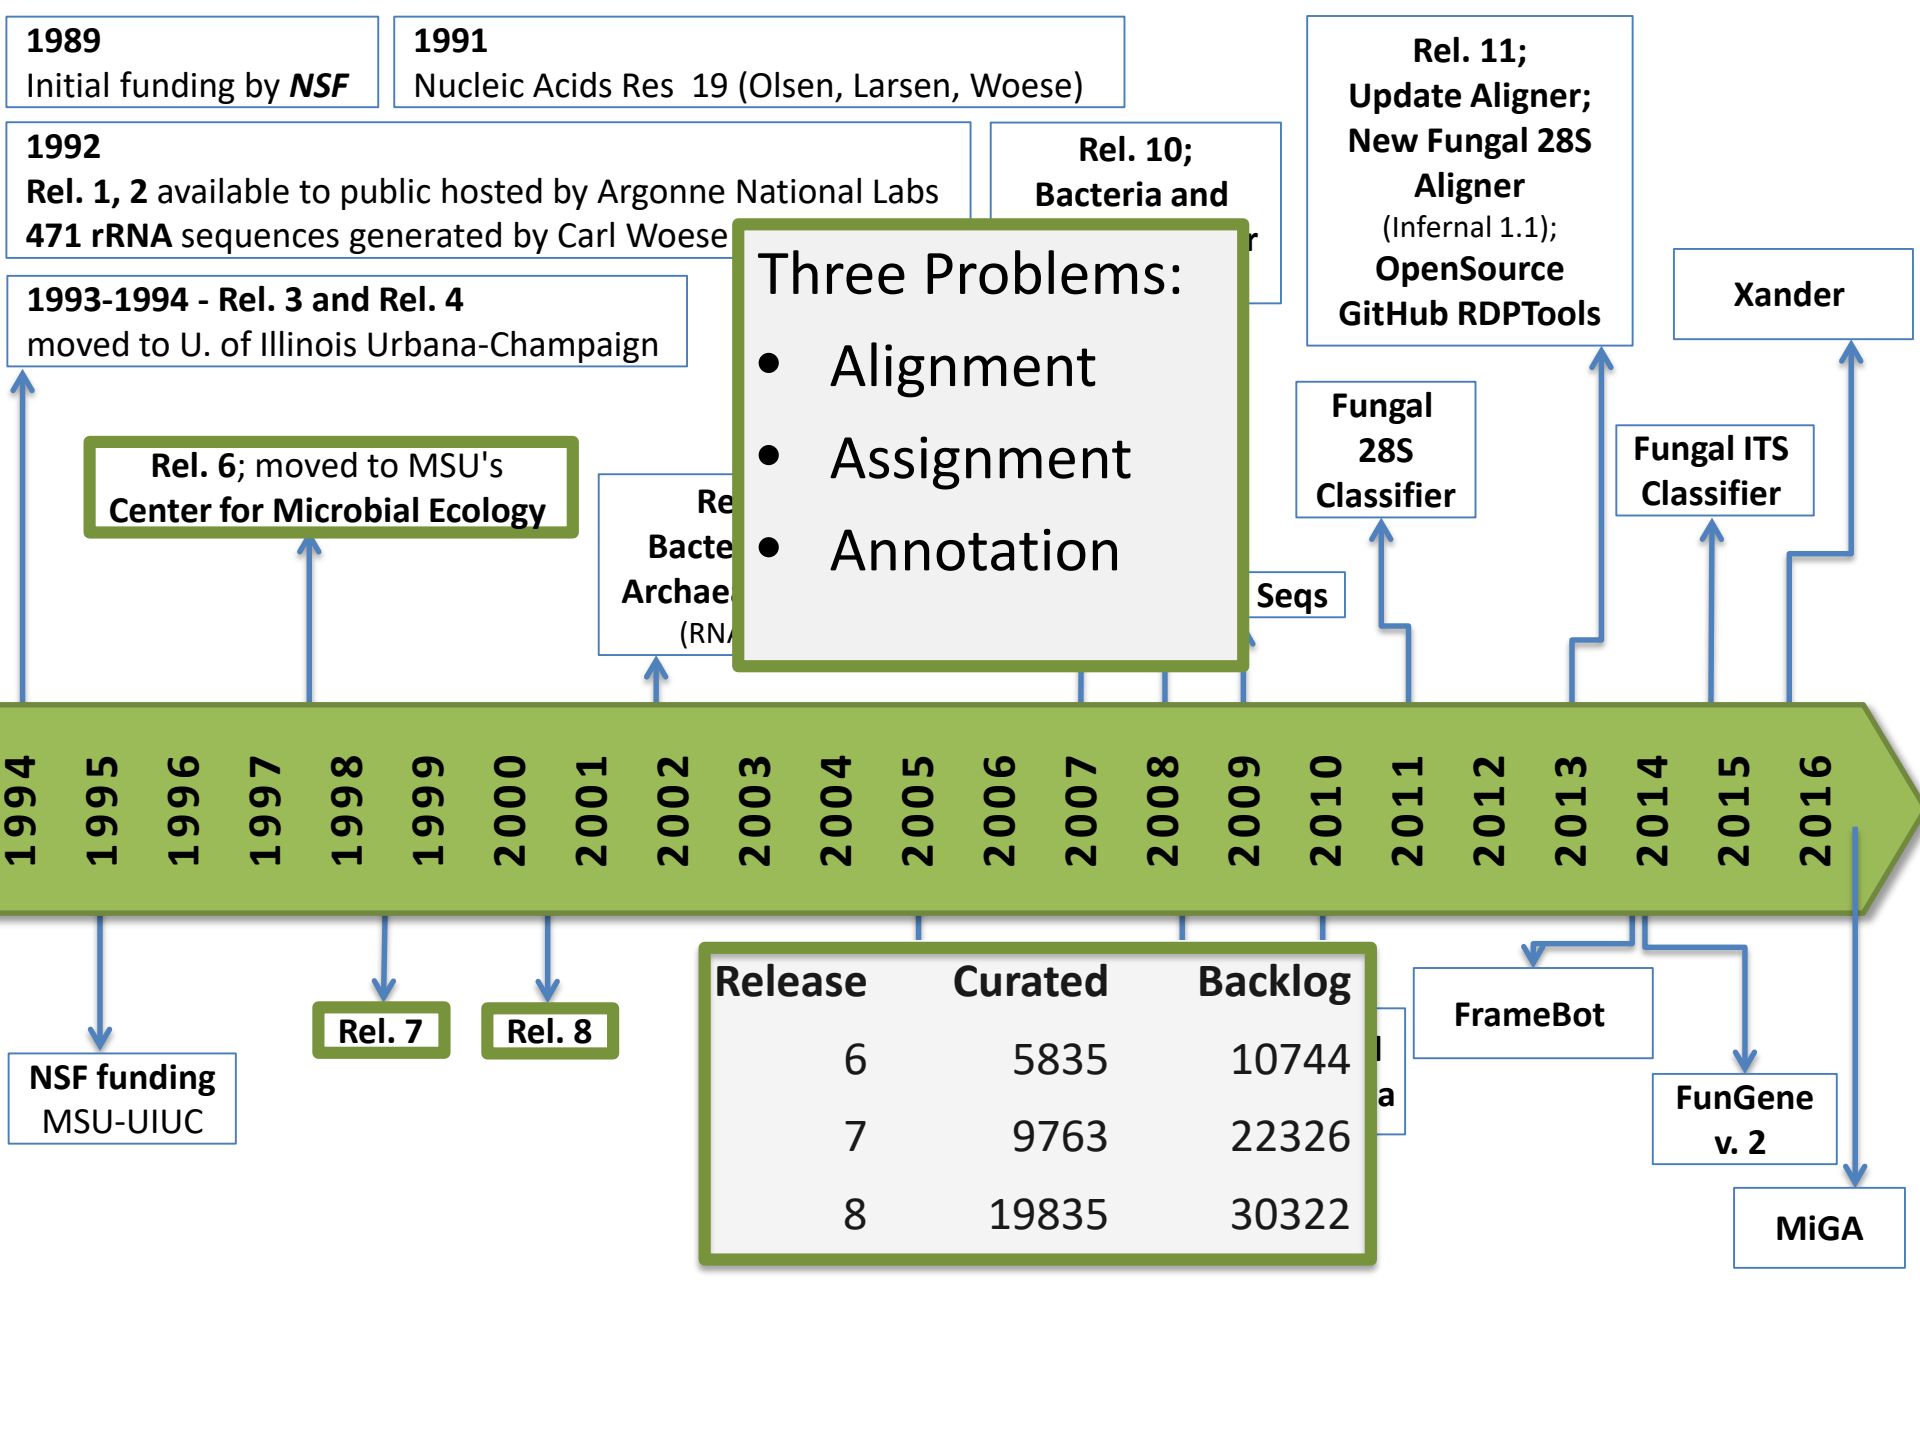 1989
Initial funding by NSF
1991
Nucleic Acids Res 19 (Olsen, Larsen, Woese)
1992
Rel. 1, 2 available to public hosted by Argonne National Labs
471 rRNA sequences generated by Carl Woese
1993-1994 - Rel. 3 and Rel. 4
moved to U. of Illinois Urbana-Champaign
Rel. 10;
Bacteria and
Rel. 11;
Update Aligner;
New Fungal 28S
Aligner
(Infernal 1.1);
OpenSource
GitHub RDPTools
Xander
Three Problems:
• Alignment
• Assignment
• Annotation
Rel. 6; moved to MSU's
Center for Microbial Ecology
Fungal
28S
Classifier
Fungal ITS
Classifier
Seqs
1994
1995
1996
1997
1998
1999
2000
2001
2002
2003
2004
2005
2006
2007
2008
2009
2010
2011
2012
2013
2014
2015
2016
NSF funding
MSU-UIUC
Rel. 7
Rel. 8
Release Curated Backlog
6 5835 10744
7 9763 22326
8 19835 30322
FrameBot
FunGene
v. 2
MiGA